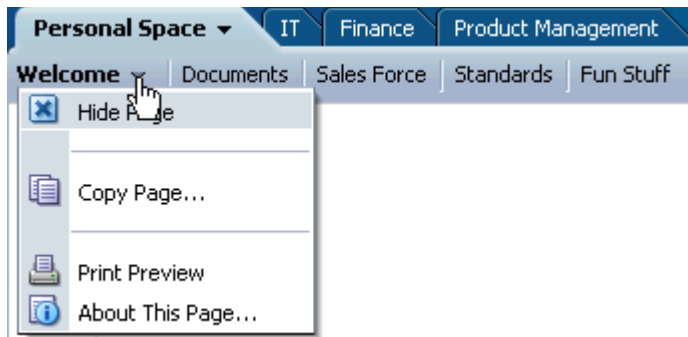 Personal Space IT Finance Product Management
Welcome Documents Sales Force Standards Fun Stuff
Hide Page
Copy Page...
Print Preview
About This Page...